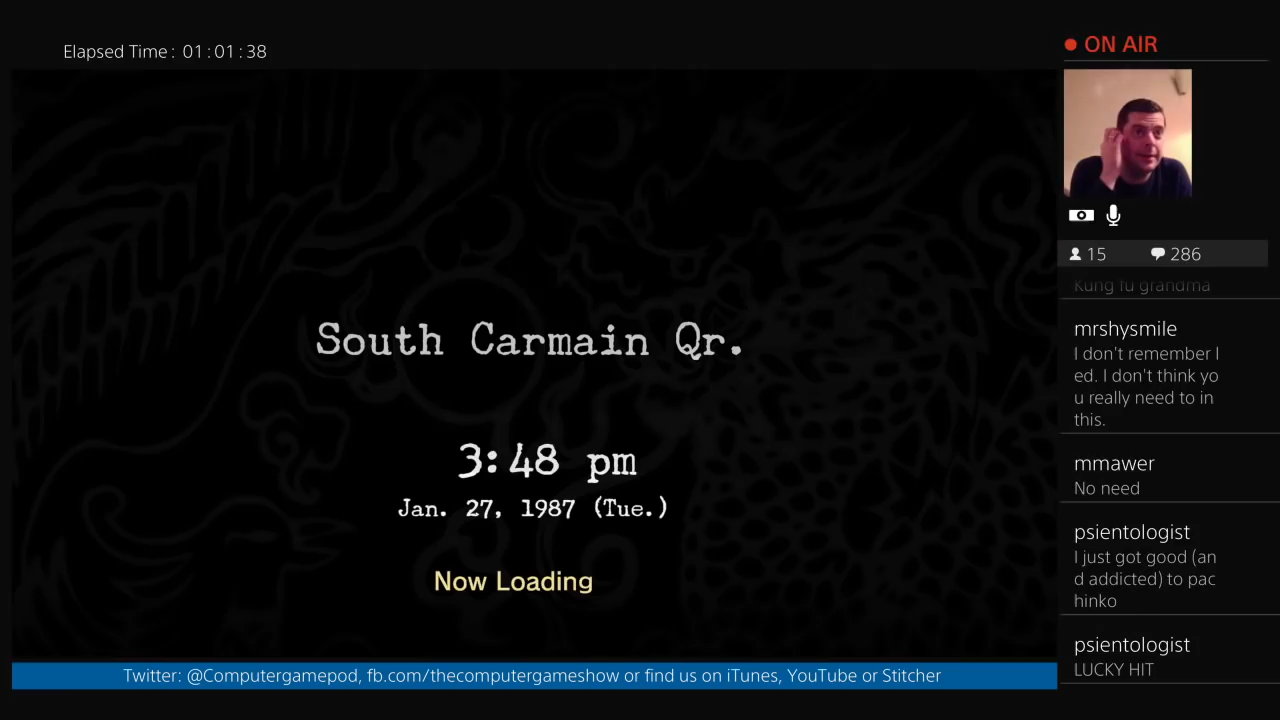 Elapsed Time: 01:01:38
ON AIR
15 286
Kung fu grandma
mrshysmile
I don't remember I
ed. I don't think yo
u really need to in
this.
mmawer
No need
psientologist
I just got good (an
d addicted) to pac
hinko
psientologist
LUCKY HIT
South Carmain Qr.
3:48 pm
Jan. 27, 1987 (Tue.)
Now Loading
Twitter: @Computergamepod, fb.com/thecomputergameshow or find us on iTunes, YouTube or Stitcher